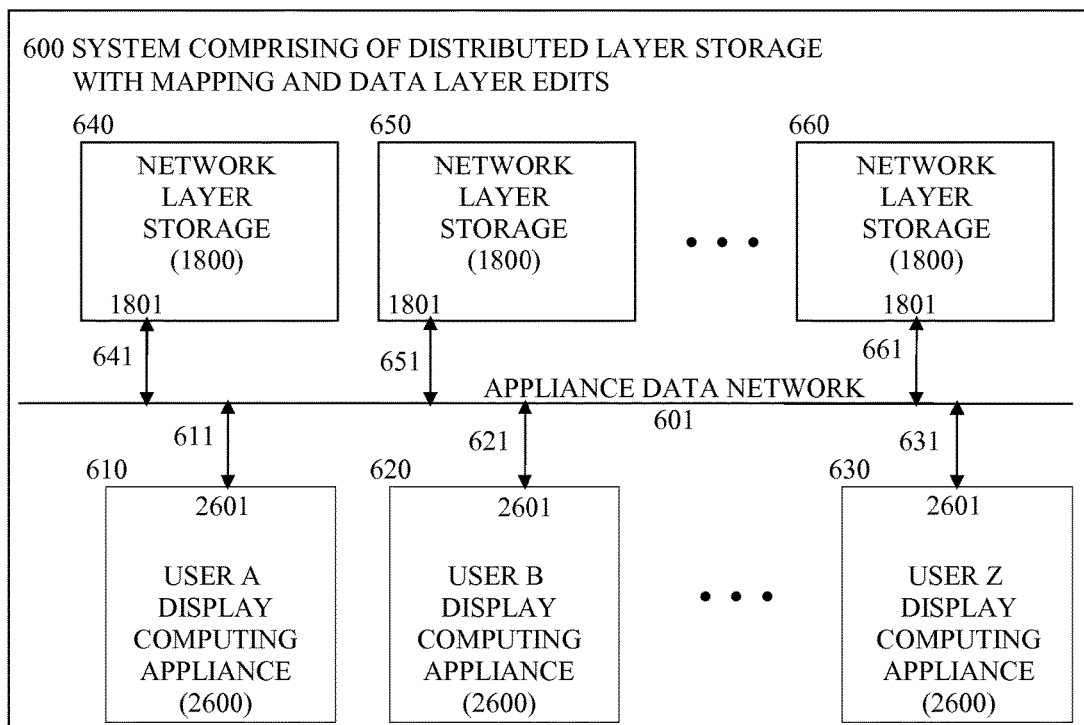 600 SYSTEM COMPRISING OF DISTRIBUTED LAYER STORAGE
WITH MAPPING AND DATA LAYER EDITS
640
650
660
NETWORK
LAYER
STORAGE
(1800)
1801
NETWORK
LAYER
STORAGE
(1800)
1801
NETWORK
LAYER
STORAGE
(1800)
1801
641
651
661
APPLIANCE DATA NETWORK
601
611
621
631
610
620
630
2601
USER A
DISPLAY
COMPUTING
APPLIANCE
(2600)
2601
USER B
DISPLAY
COMPUTING
APPLIANCE
(2600)
2601
USER Z
DISPLAY
COMPUTING
APPLIANCE
(2600)